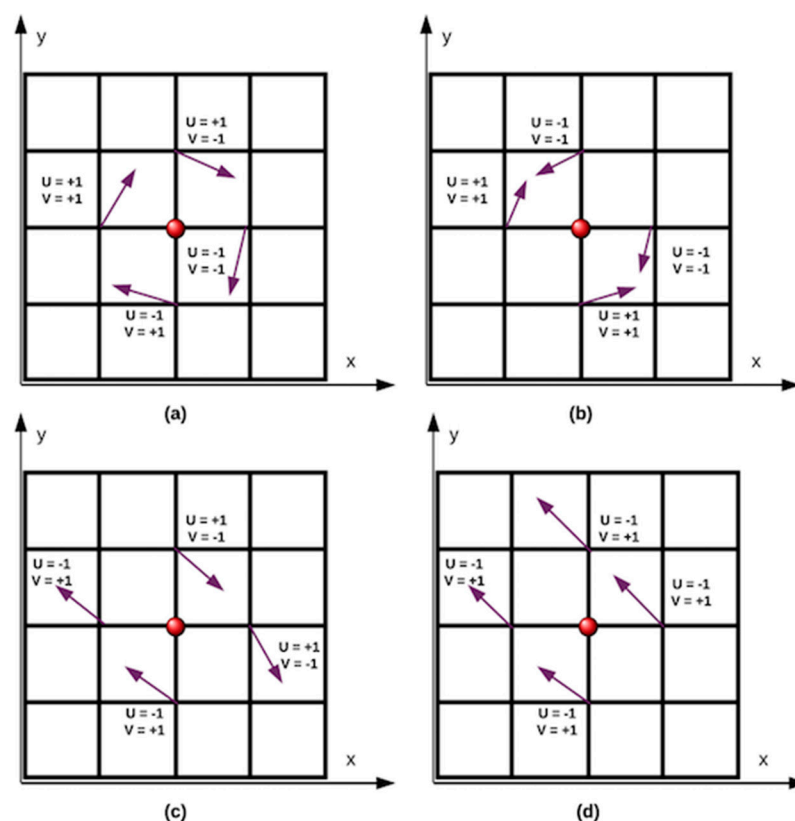 y
U = +1
V = -1
U = +1
V = +1
U = -1
V = -1
U = -1
V = +1
x
(a)
y
U = -1
V = -1
U = +1
V = +1
U = -1
V = -1
U = +1
V = +1
x
(b)
y
U = +1
V = -1
U = -1
V = +1
U = +1
V = -1
U = -1
V = +1
x
(c)
y
U = -1
V = +1
U = -1
V = +1
U = -1
V = +1
U = -1
V = +1
x
(d)